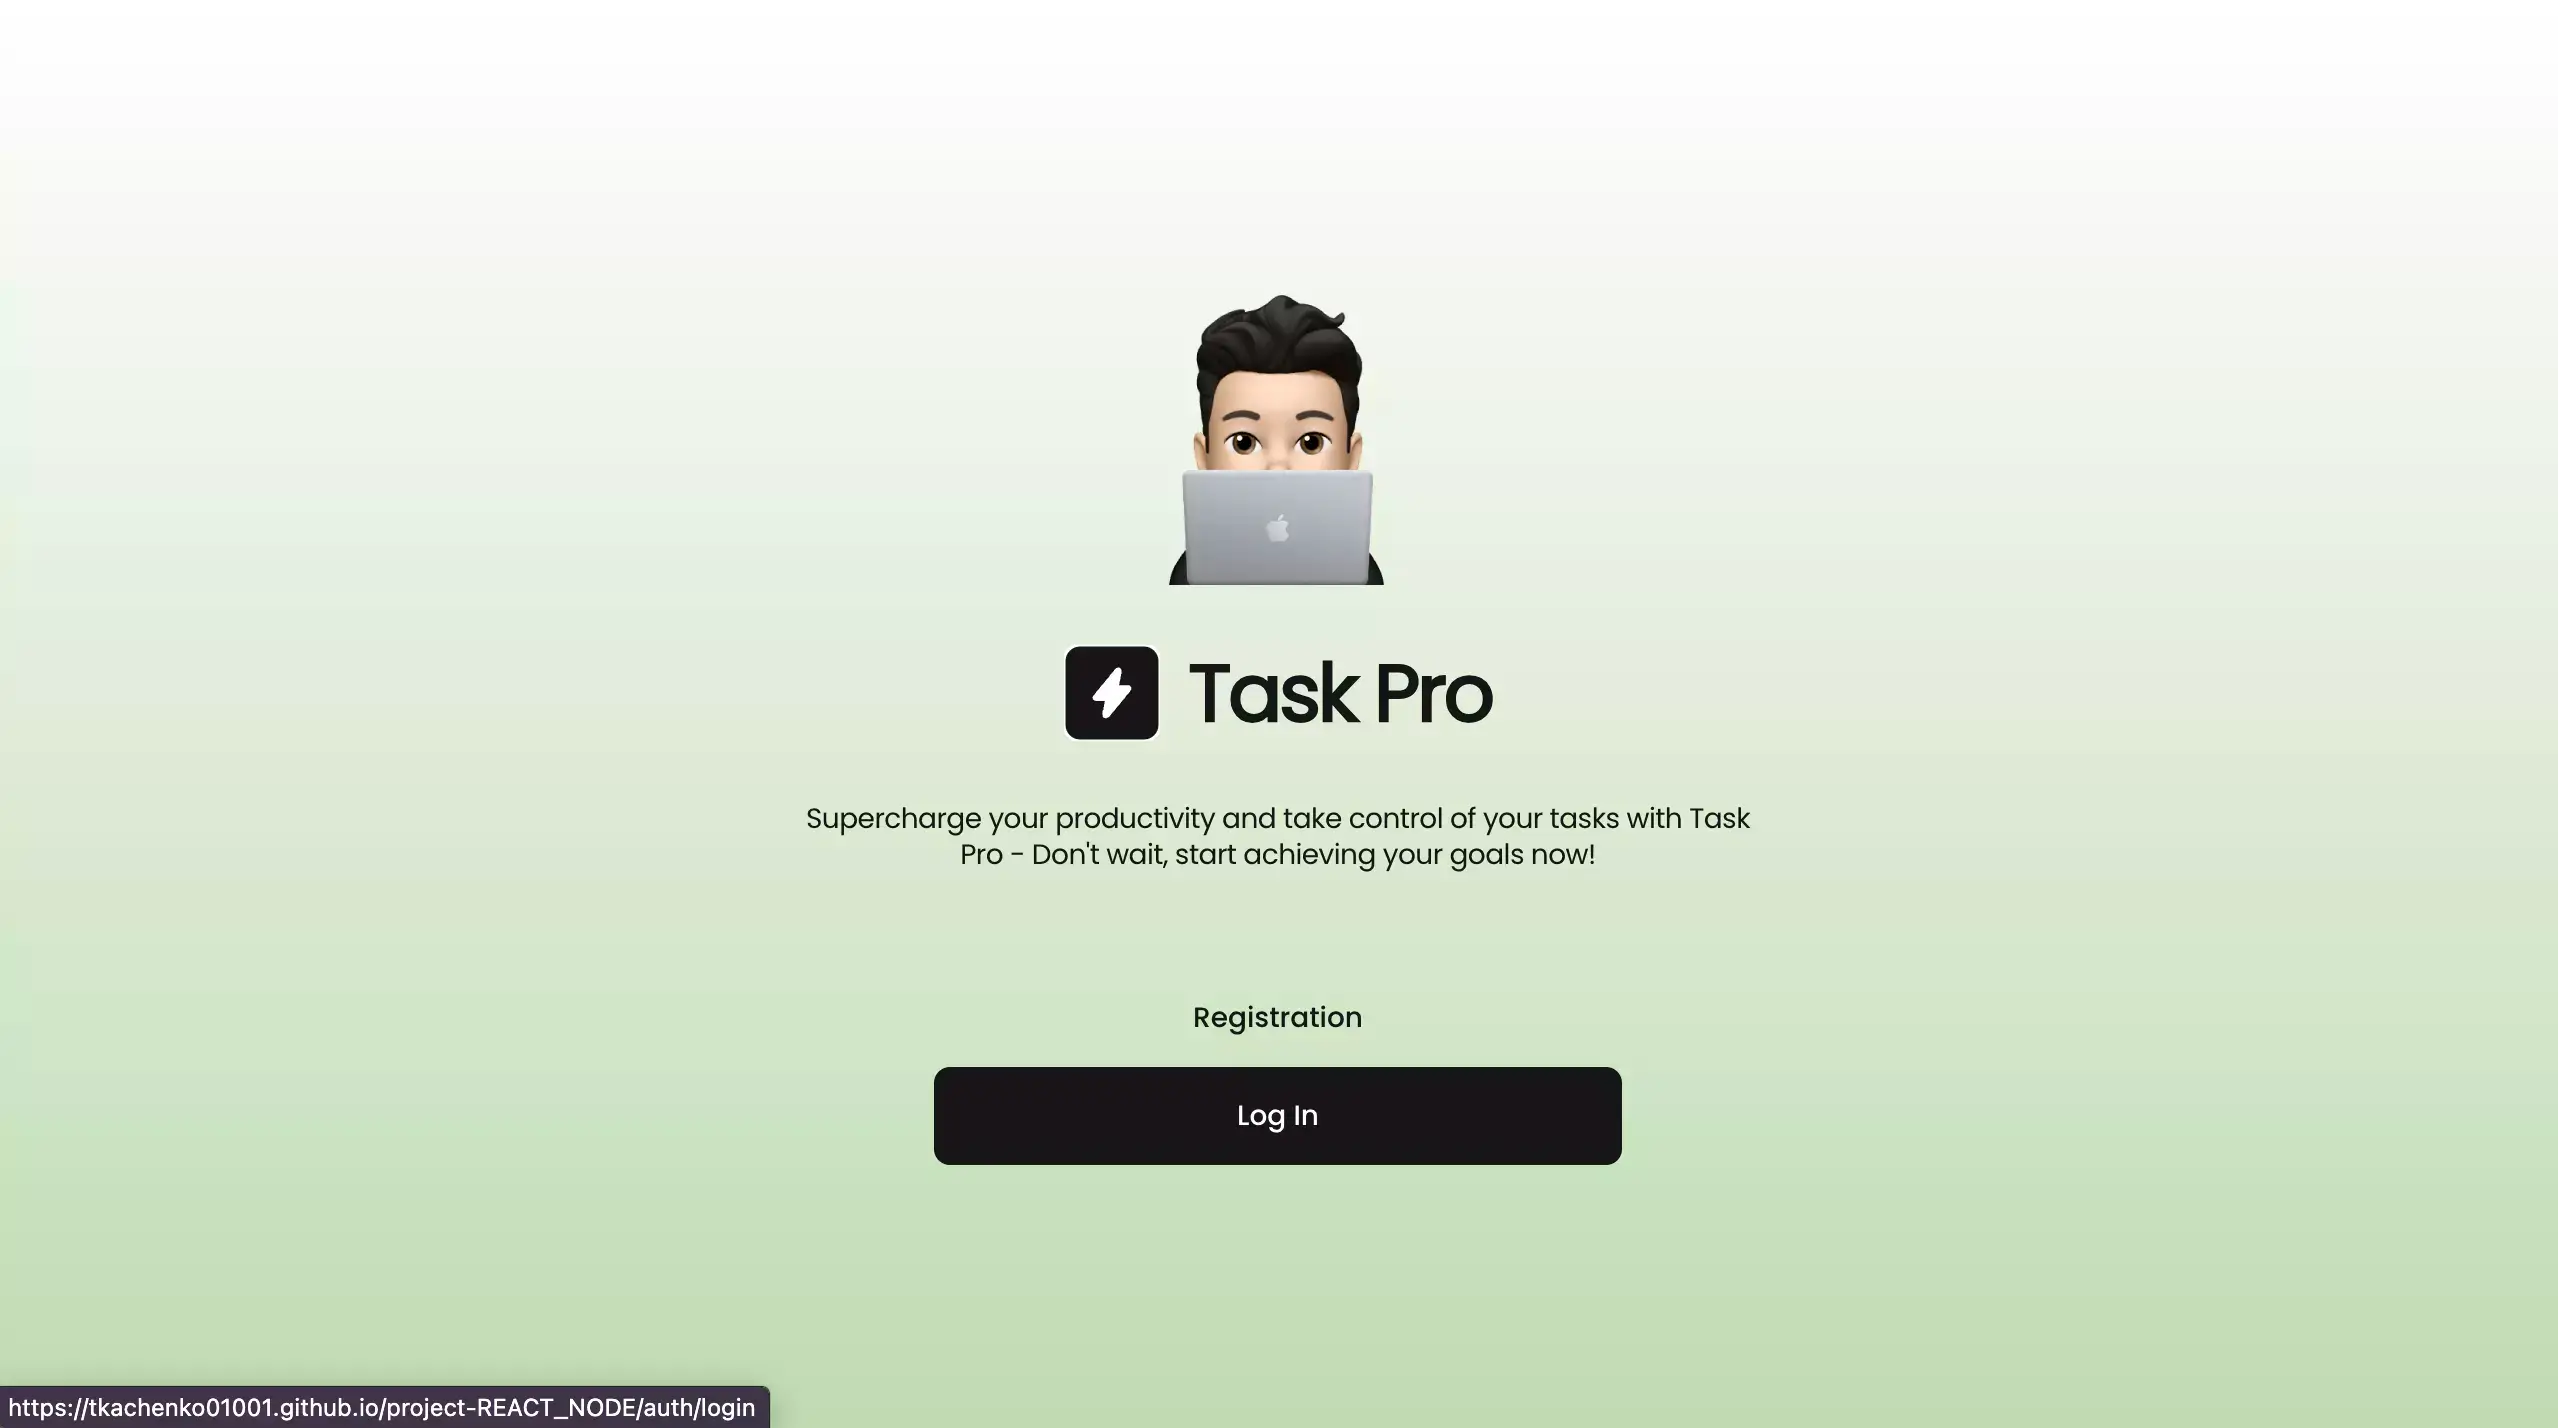 Task Pro
Supercharge your productivity and take control of your tasks with Task
Pro - Don't wait, start achieving your goals now!
Registration
Log In
https://tkachenko01001.github.io/project-REACT_NODE/auth/login